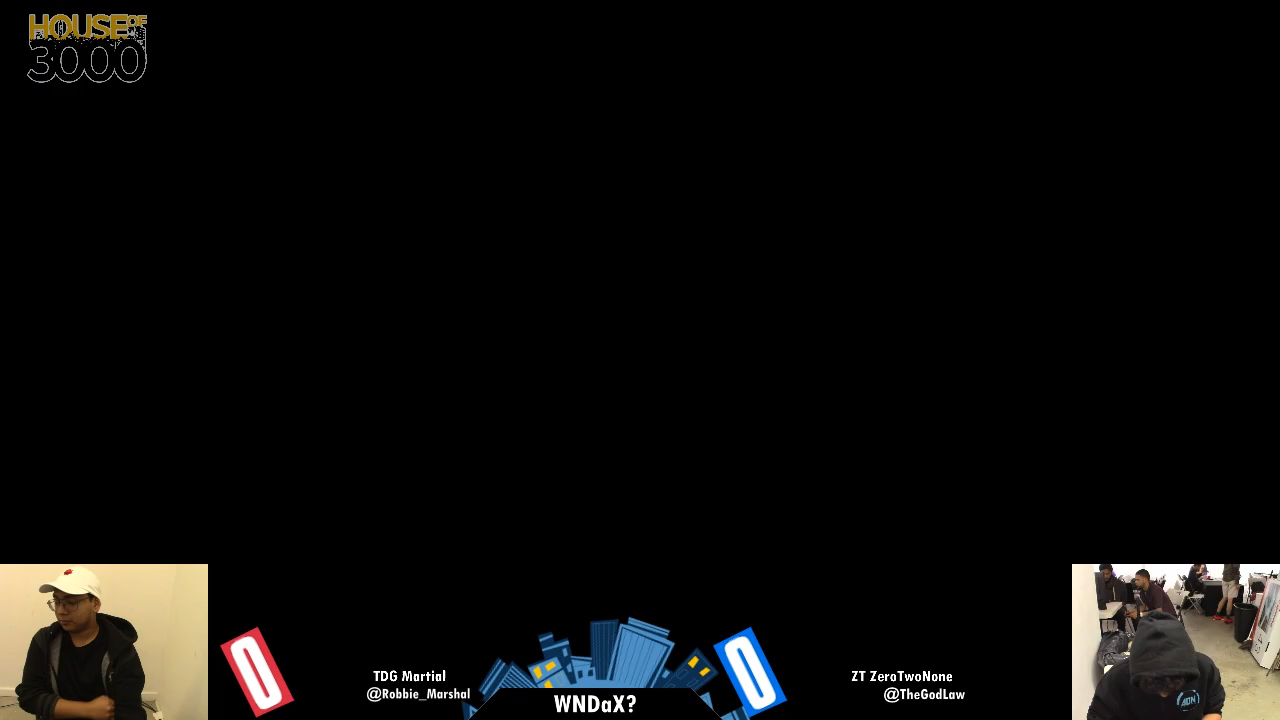 HOUSE OF
3000
0
TDG Martial
@Robbie_Marshal
WNDaX?
0
ZT ZeroTwoNone
@TheGodLaw